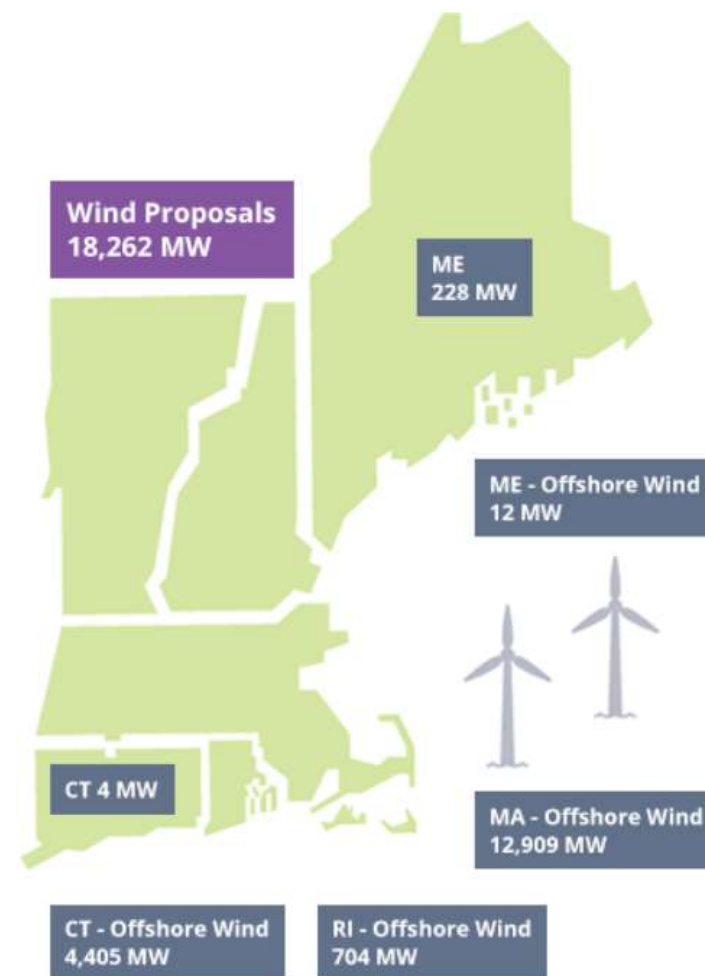 Wind Proposals
18,262 MW
ME
228 MW
ME - Offshore Wind
12 MW
CT 4 MW
MA - Offshore Wind
12,909 MW
CT - Offshore Wind
4,405 MW
RI - Offshore Wind
704 MW